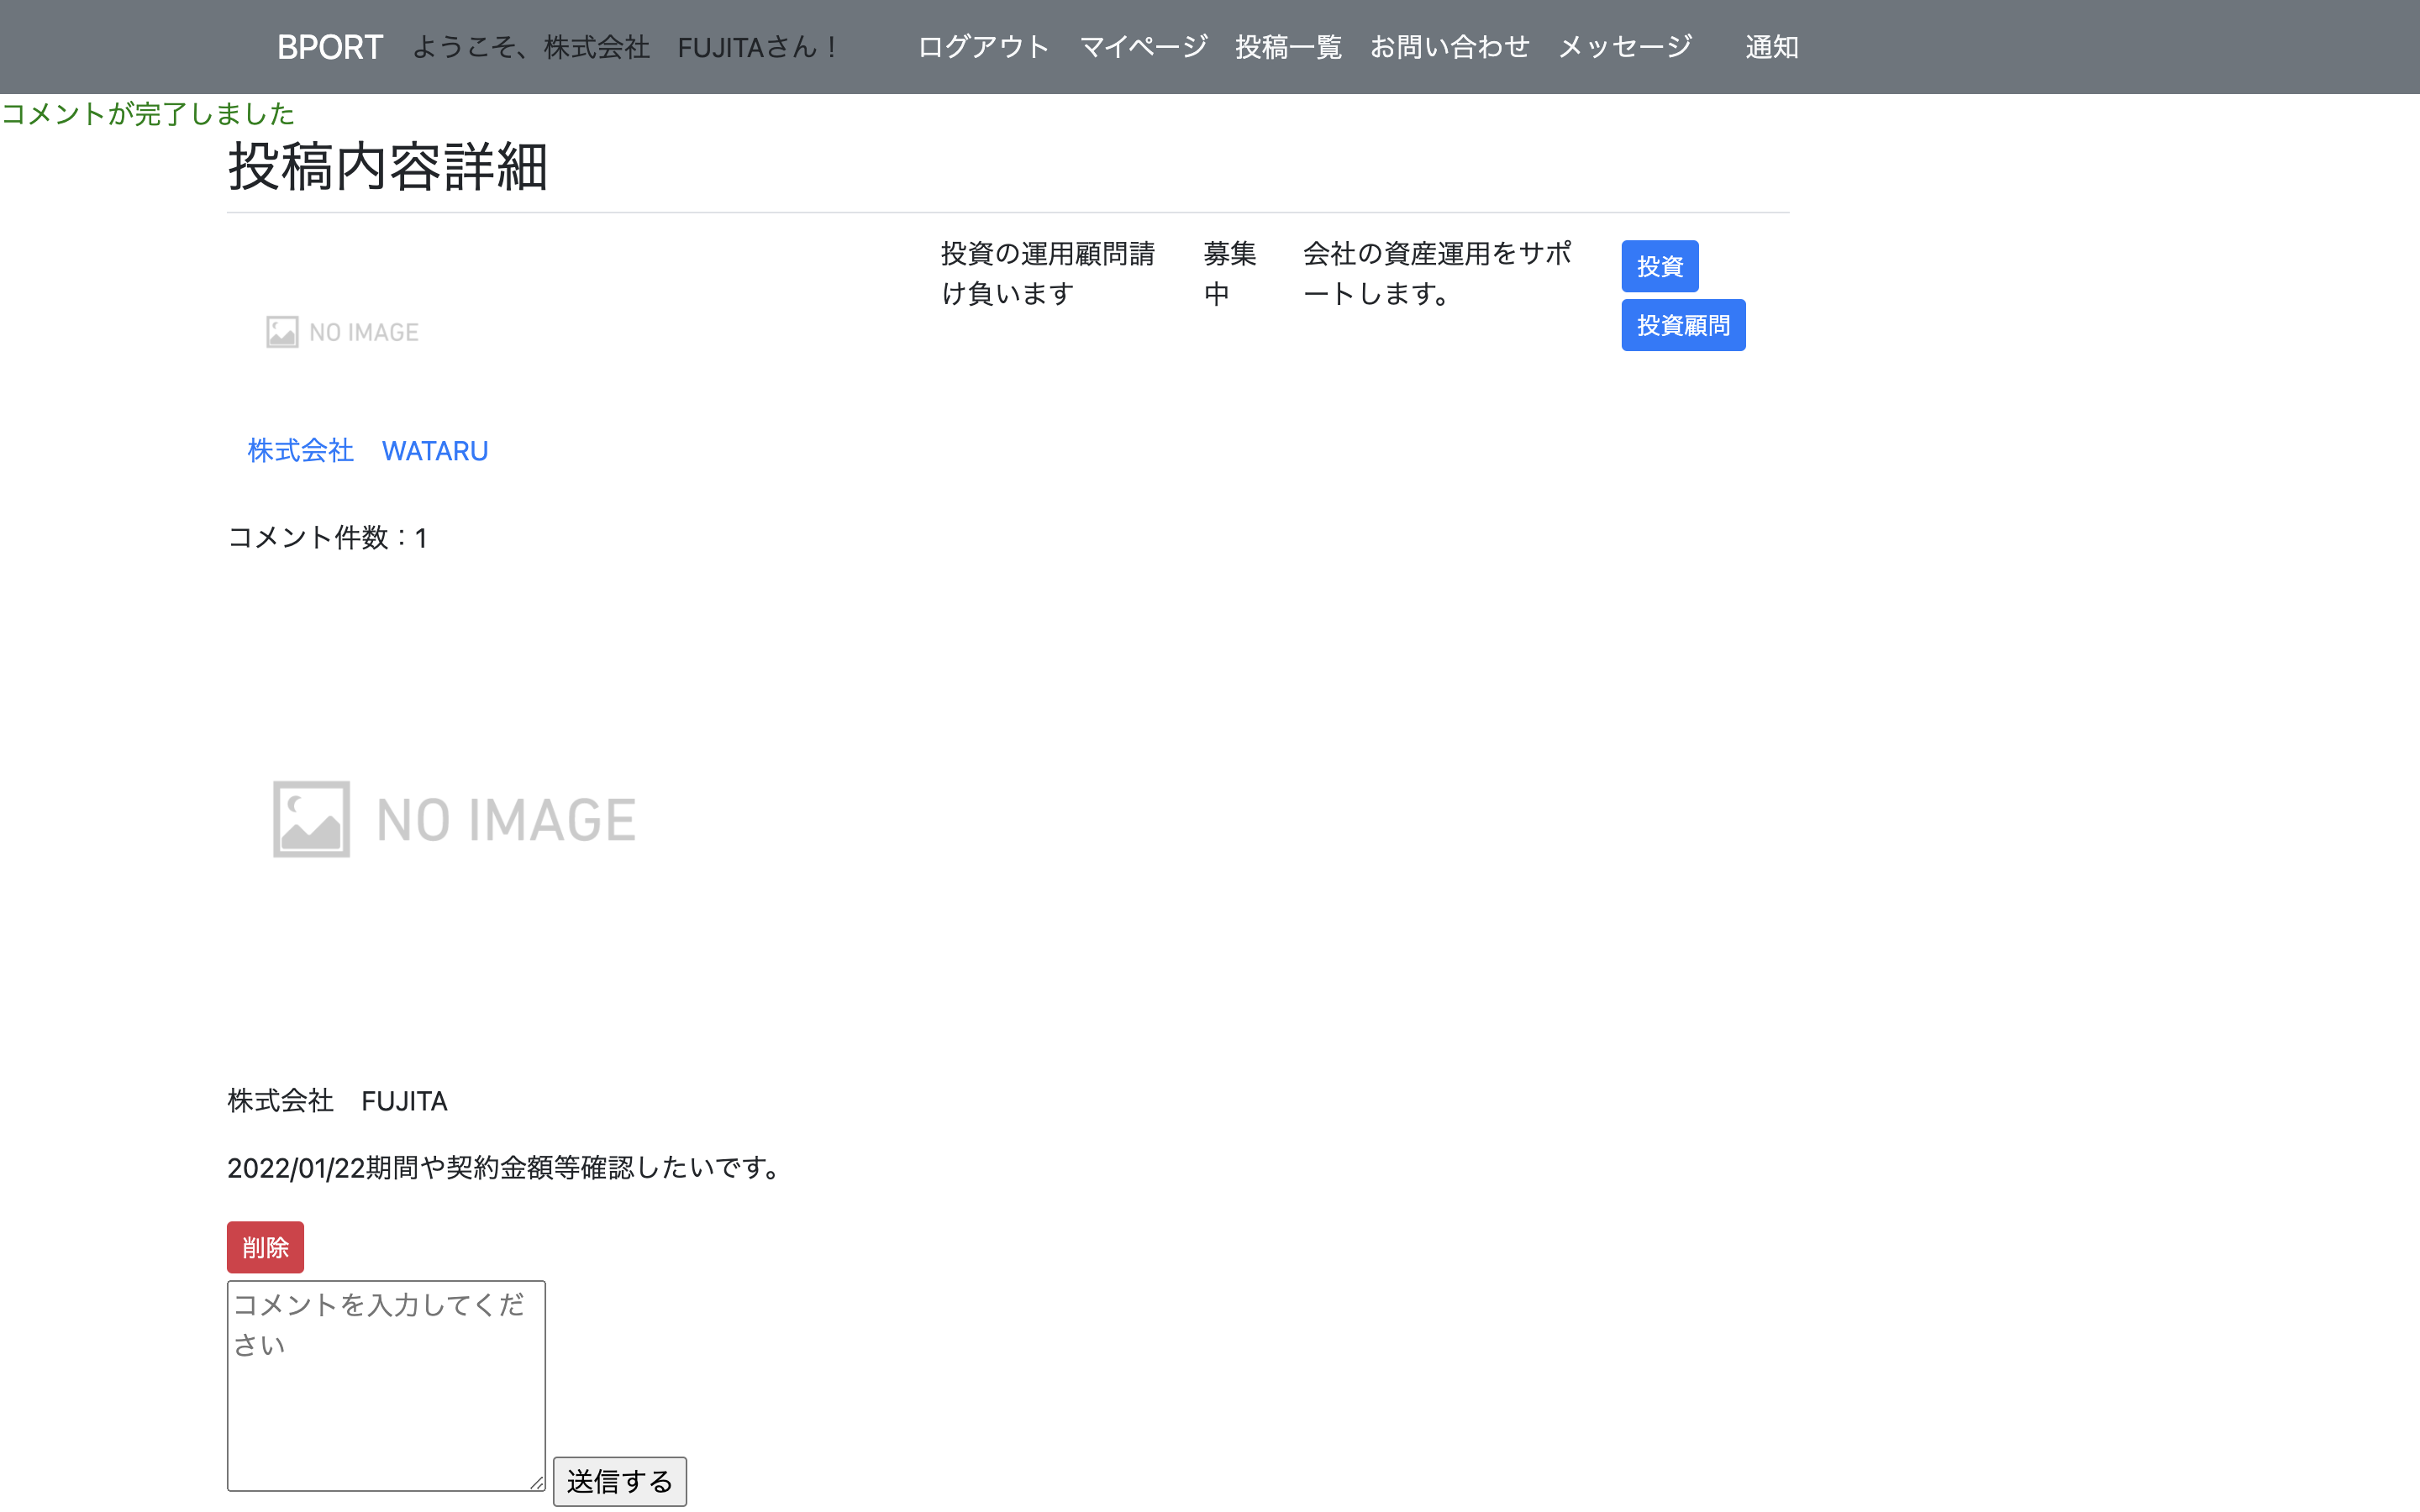 BPORT ようこそ、株式会社　FUJITAさん！ ログアウト マイページ 投稿一覧 お問い合わせ メッセージ 通知
コメントが完了しました
投稿内容詳細
NO IMAGE
株式会社　WATARU
投資の運用顧問請
け負います
募集
中
会社の資産運用をサポ
ートします。
投資
投資顧問
コメント件数：1
NO IMAGE
株式会社　FUJITA
2022/01/22期間や契約金額等確認したいです。
削除
コメントを入力してくだ
さい
送信する